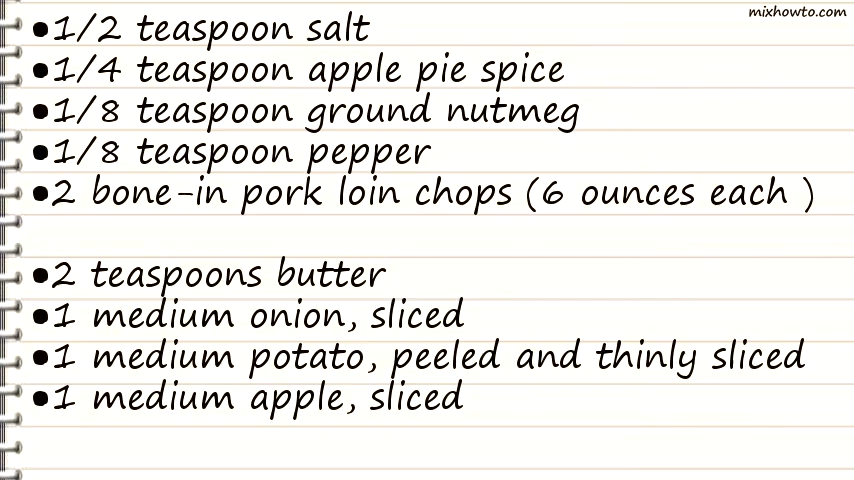 mixhowto.com
•1/2 teaspoon salt
•1/4 teaspoon apple pie spice
•1/8 teaspoon ground nutmeg
•1/8 teaspoon pepper
•2 bone-in pork loin chops (6 ounces each )
•2 teaspoons butter
•1 medium onion, sliced
•1 medium potato, peeled and thinly sliced
•1 medium apple, sliced